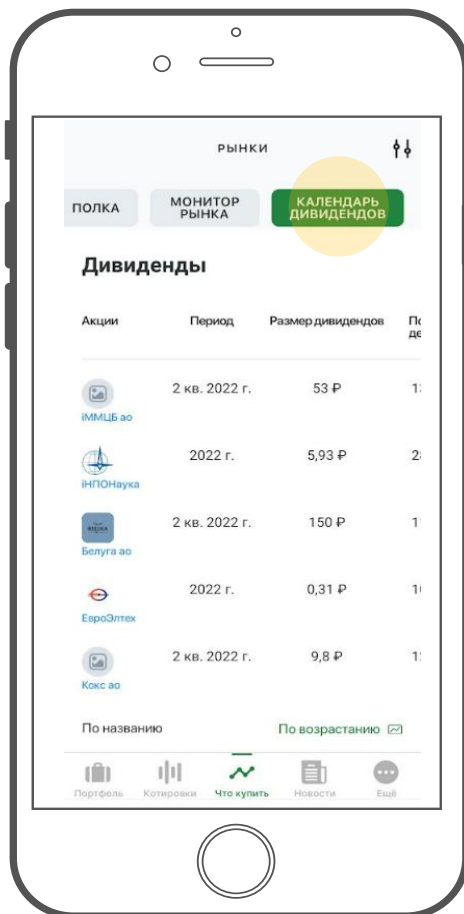 РЫНКИ
ПОЛКА
МОНИТОР
РЫНКА
КАЛЕНДАРЬ
ДИВИДЕНДОВ
Дивиденды
Акции Период Размер дивидендов
2 кв. 2022 г. 53 ₽
iММЦБ ао
2022 г. 5,93 ₽
iНПОНаука
2 кв. 2022 г. 150 ₽
Белуга ао
2022 г. 0,31 ₽
ЕвроЭлтех
2 кв. 2022 г. 9,8 ₽
Кокс ао
По названию По возрастанию
Портфель Котировки Что купить Новости Ещё